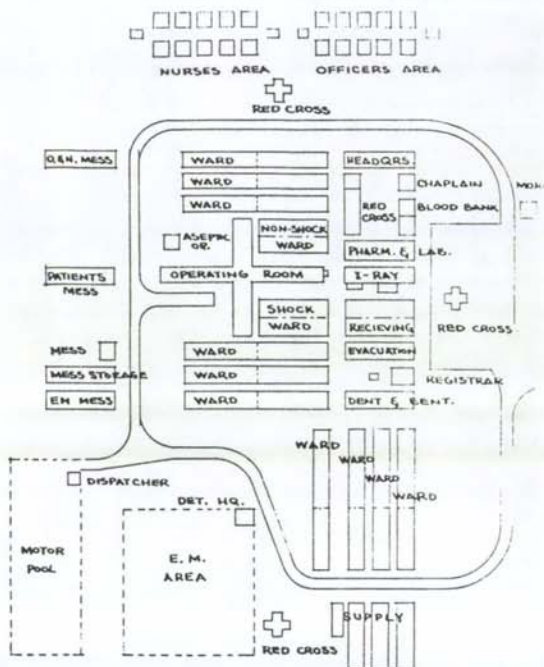 NURSES AREA
OFFICERS AREA
RED CROSS
O.&N. MESS
WARD
HEADQRS
WARD
CHAPLAIN
WARD
RED
CROSS
BLOOD BANK
NON-SHOCK
WARD
ASEPTIC
OR.
PHARM. & LAB.
OPERATING ROOM
X-RAY
PATIENTS
MESS
RED CROSS
SHOCK
WARD
RECIEVING
MESS
WARD
EVACUATION
MESS STORAGE
WARD
REGISTRAR
EM MESS
WARD
DENT & EENT.
WARD
WARD
WARD
WARD
DISPATCHER
DET. HQ.
MOTOR
POOL
E. M.
AREA
SUPPLY
RED CROSS